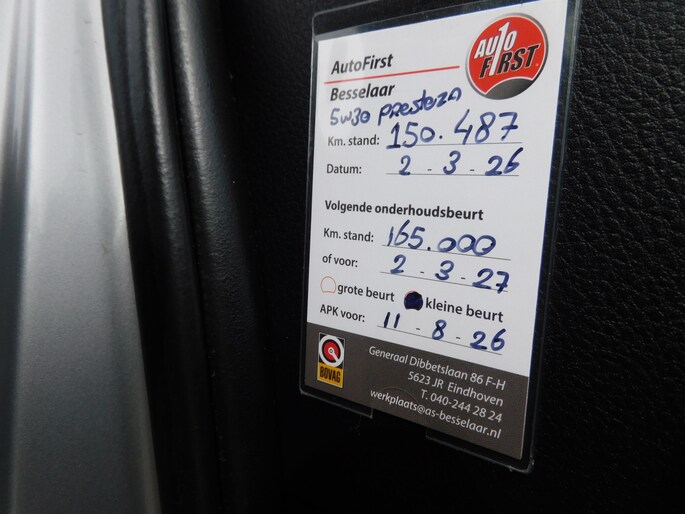 AutoFirst
AUTO
FIRST
Besselaar
5W30 Presteza
Km. stand: 150.487
Datum: 2 - 3 - 26
Volgende onderhoudsbeurt
Km. stand: 165.000
of voor: 2 - 3 - 27
grote beurt kleine beurt
APK voor: 11 - 8 - 26
BOVAG
Generaal Dibbetslaan 86 F-H
5623 JR Eindhoven
T. 040-244 28 24
werkplaats@as-besselaar.nl